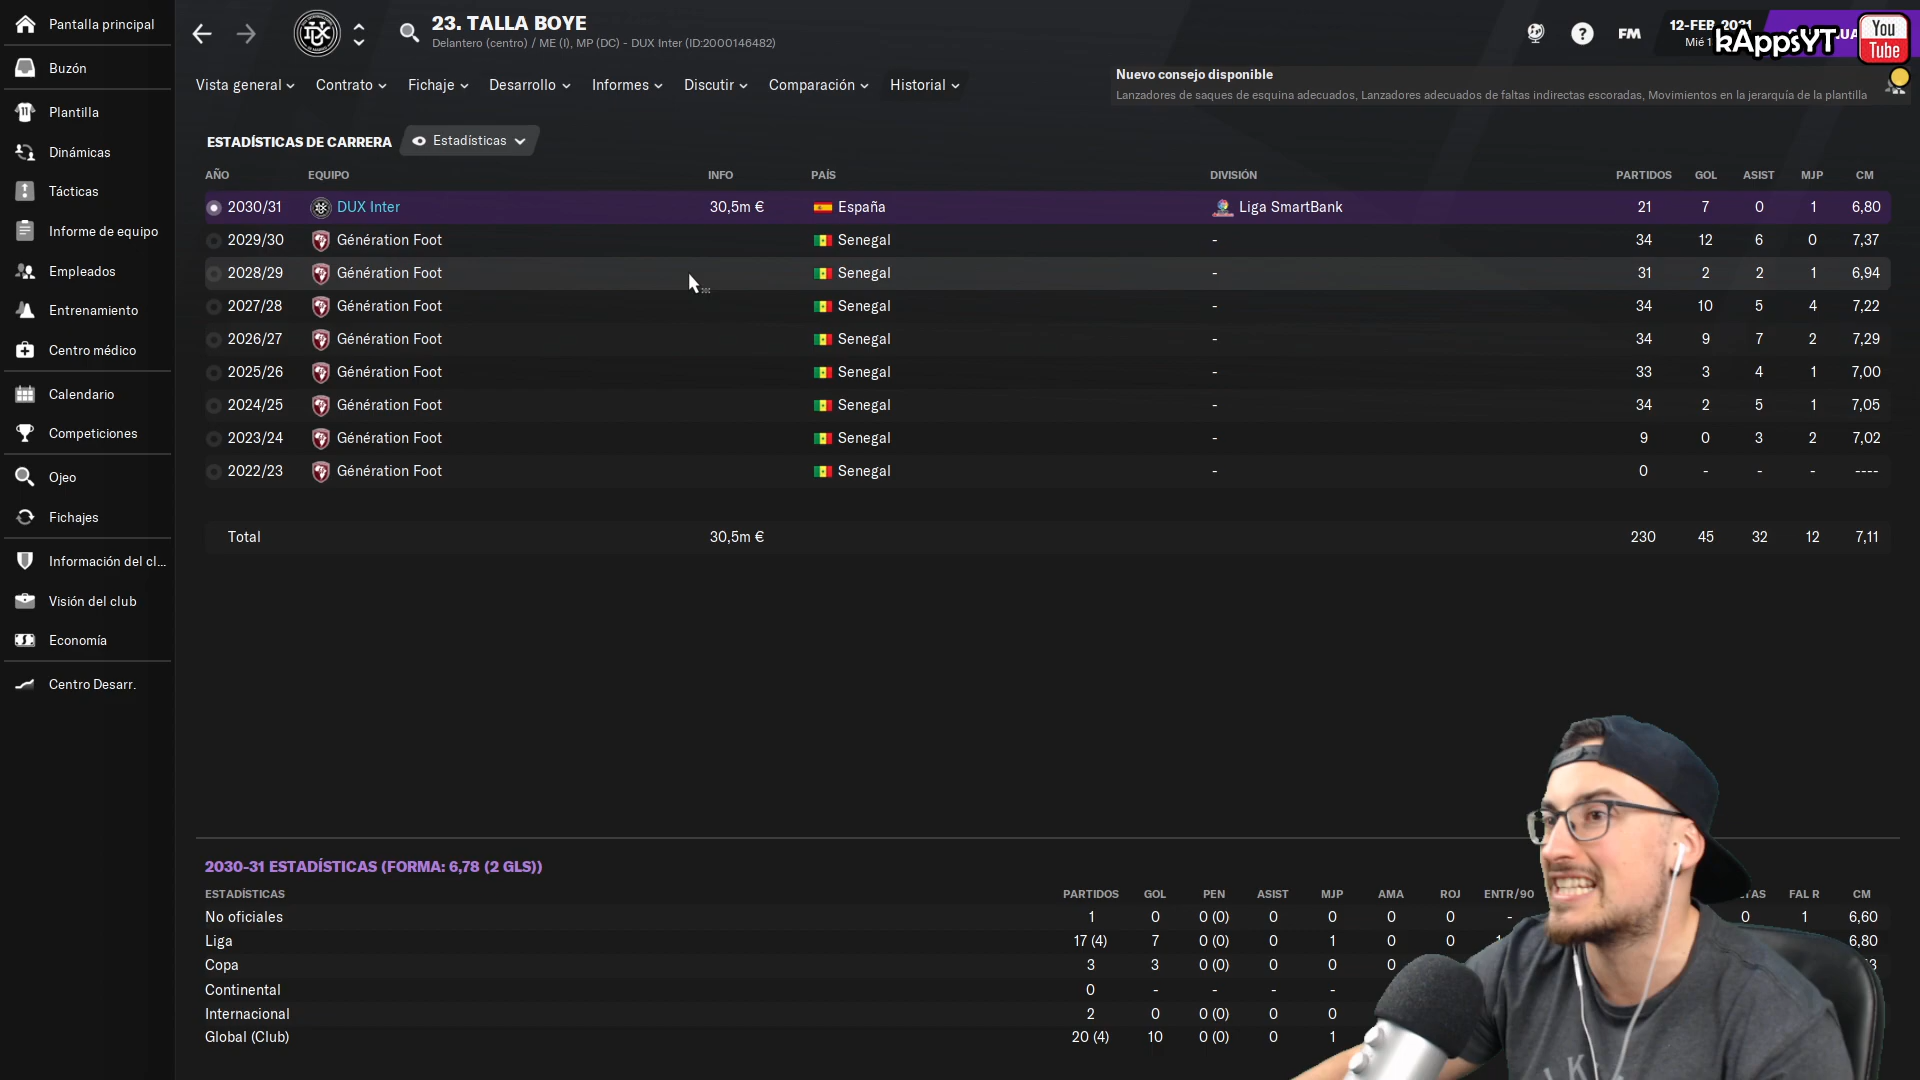 Pantalla principal
Buzón
Plantilla
Dinámicas
Tácticas
Informe de equipo
Empleados
Entrenamiento
Centro médico
Calendario
Competiciones
Ojeo
Fichajes
Información del cl...
Visión del club
Economía
Centro Desarr.
23. TALLA BOYE
Delantero (centro) / ME (I), MP (DC) - DUX Inter (ID:2000146482)
FM
12-FEB-2031
kAppsYT
You Tube
Vista general Contrato Fichaje Desarrollo Informes Discutir Comparación Historial
Nuevo consejo disponible
Lanzadores de saques de esquina adecuados, Lanzadores adecuados de faltas indirectas escoradas, Movimientos en la jerarquía de la plantilla
ESTADÍSTICAS DE CARRERA Estadísticas
AÑO EQUIPO INFO PAÍS DIVISIÓN PARTIDOS GOL ASIST MJP CM
2030/31 DUX Inter 30,5m € España Liga SmartBank 21 7 0 1 6,80
2029/30 Génération Foot Senegal - 34 12 6 0 7,37
2028/29 Génération Foot Senegal - 31 2 2 1 6,94
2027/28 Génération Foot Senegal - 34 10 5 4 7,22
2026/27 Génération Foot Senegal - 34 9 7 2 7,29
2025/26 Génération Foot Senegal - 33 3 4 1 7,00
2024/25 Génération Foot Senegal - 34 2 5 1 7,05
2023/24 Génération Foot Senegal - 9 0 3 2 7,02
2022/23 Génération Foot Senegal - 0 - - - ----
Total 30,5m € 230 45 32 12 7,11
2030-31 ESTADÍSTICAS (FORMA: 6,78 (2 GLS))
ESTADÍSTICAS PARTIDOS GOL PEN ASIST MJP AMA ROJ ENTR/90 FAL R CM
No oficiales 1 0 0 (0) 0 0 0 0 - 0 1 6,60
Liga 17 (4) 7 0 (0) 0 1 0 0 6,80
Copa 3 3 0 (0) 0 0 0
Continental 0 - - - -
Internacional 2 0 0 (0) 0 0
Global (Club) 20 (4) 10 0 (0) 0 1